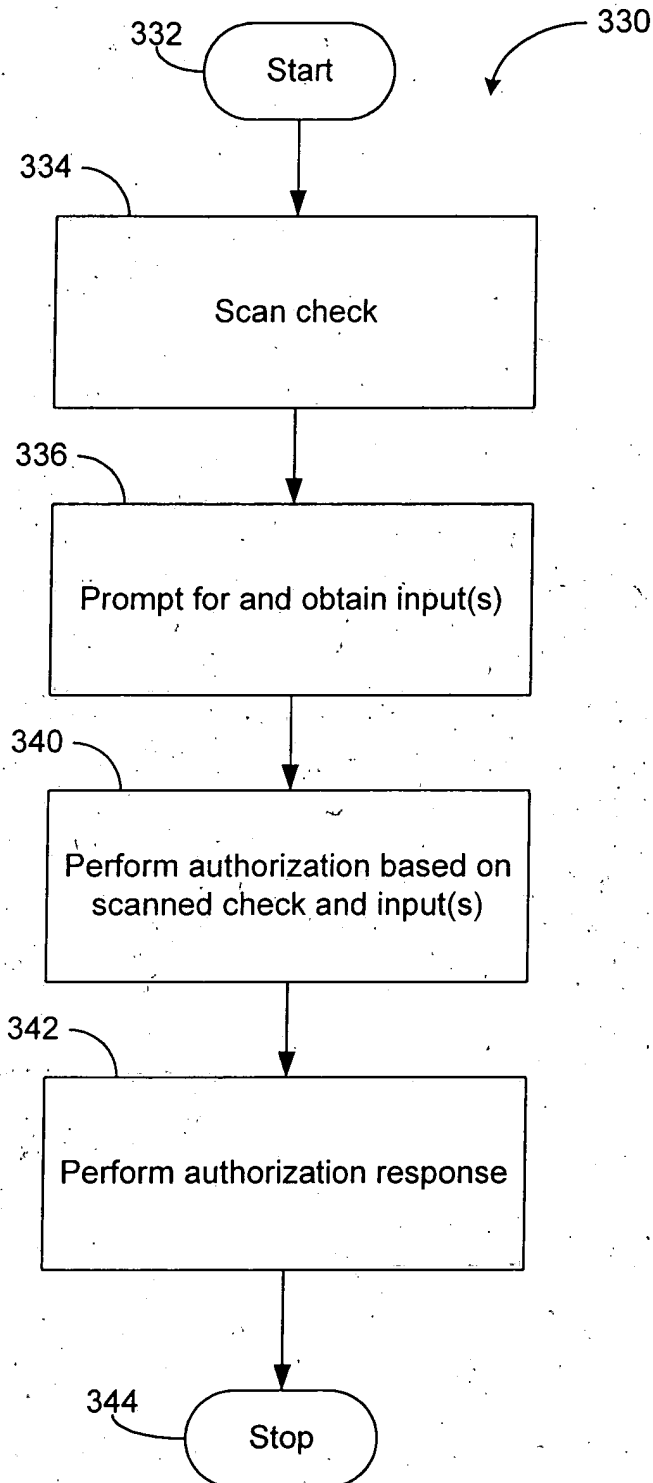 332
Start
330
334
Scan check
336
Prompt for and obtain input(s)
340
Perform authorization based on
scanned check and input(s)
342
Perform authorization response
344
Stop